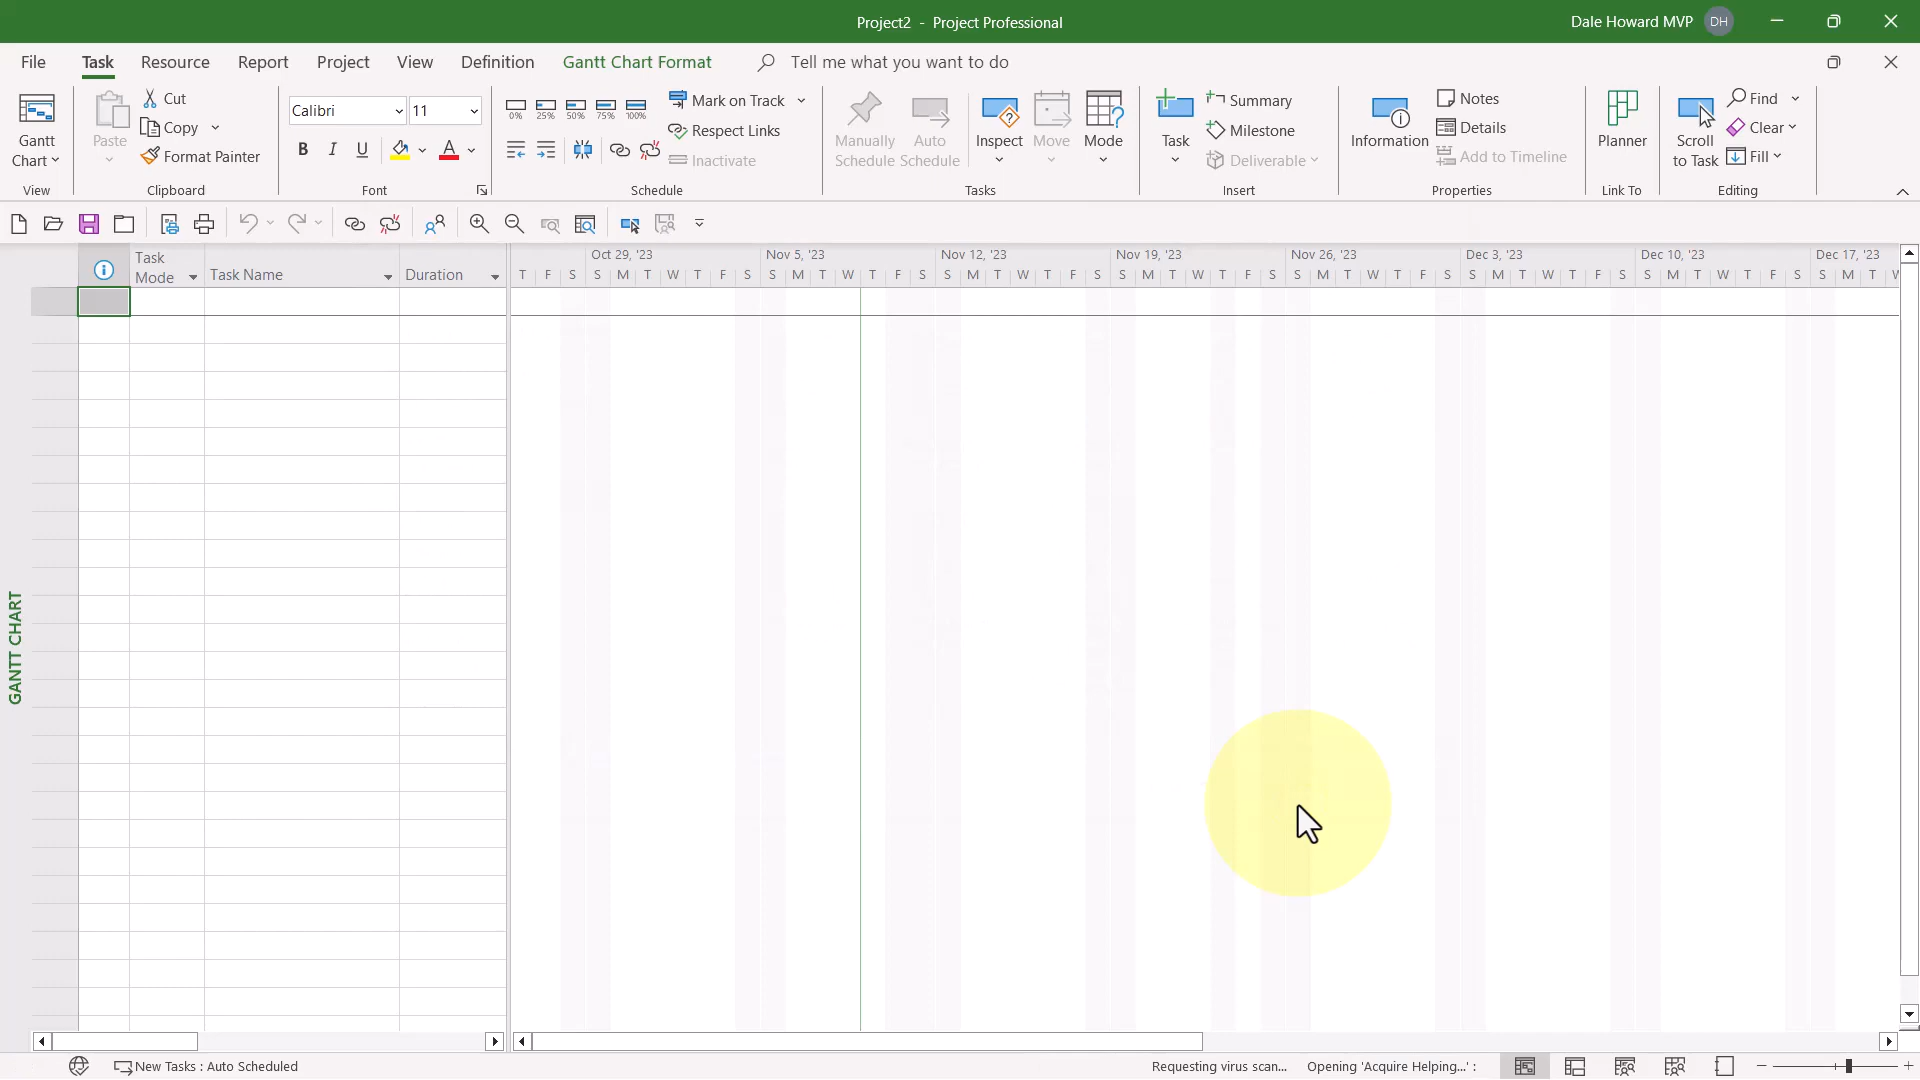 Project2 - Project Professional
Dale Howard MVP DH
File Task Resource Report Project View Definition Gantt Chart Format Tell me what you want to do
Gantt Chart
View
Paste
Cut
Copy
Format Painter
Clipboard
Calibri 11
B I U A
Font
0% 25% 50% 75% 100%
Mark on Track
Respect Links
Inactivate
Schedule
Manually Schedule
Auto Schedule
Inspect
Move
Mode
Tasks
Task
Summary
Milestone
Deliverable
Insert
Information
Notes
Details
Add to Timeline
Properties
Planner
Link To
Scroll to Task
Find
Clear
Fill
Editing
Task Mode
Task Name
Duration
Oct 29, '23 Nov 5, '23 Nov 12, '23 Nov 19, '23 Nov 26, '23 Dec 3, '23 Dec 10, '23 Dec 17, '23
T F S S M T W T F S S M T W T F S S M T W T F S S M T W T F S S M T W T F S S M T W T F S S M T W T F S S M T W
GANTT CHART
New Tasks : Auto Scheduled
Requesting virus scan... Opening 'Acquire Helping...' :